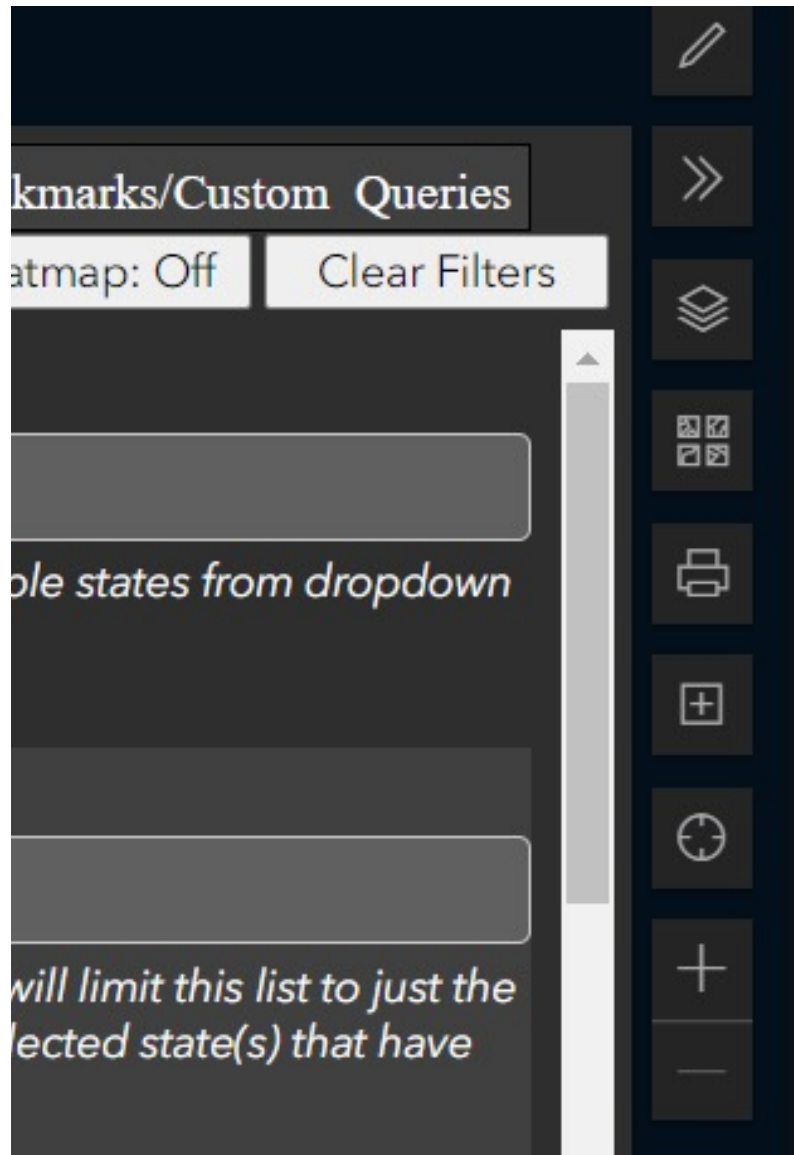 kmarks/Custom Queries
atmap: Off
Clear Filters
ple states from dropdown
will limit this list to just the
lected state(s) that have